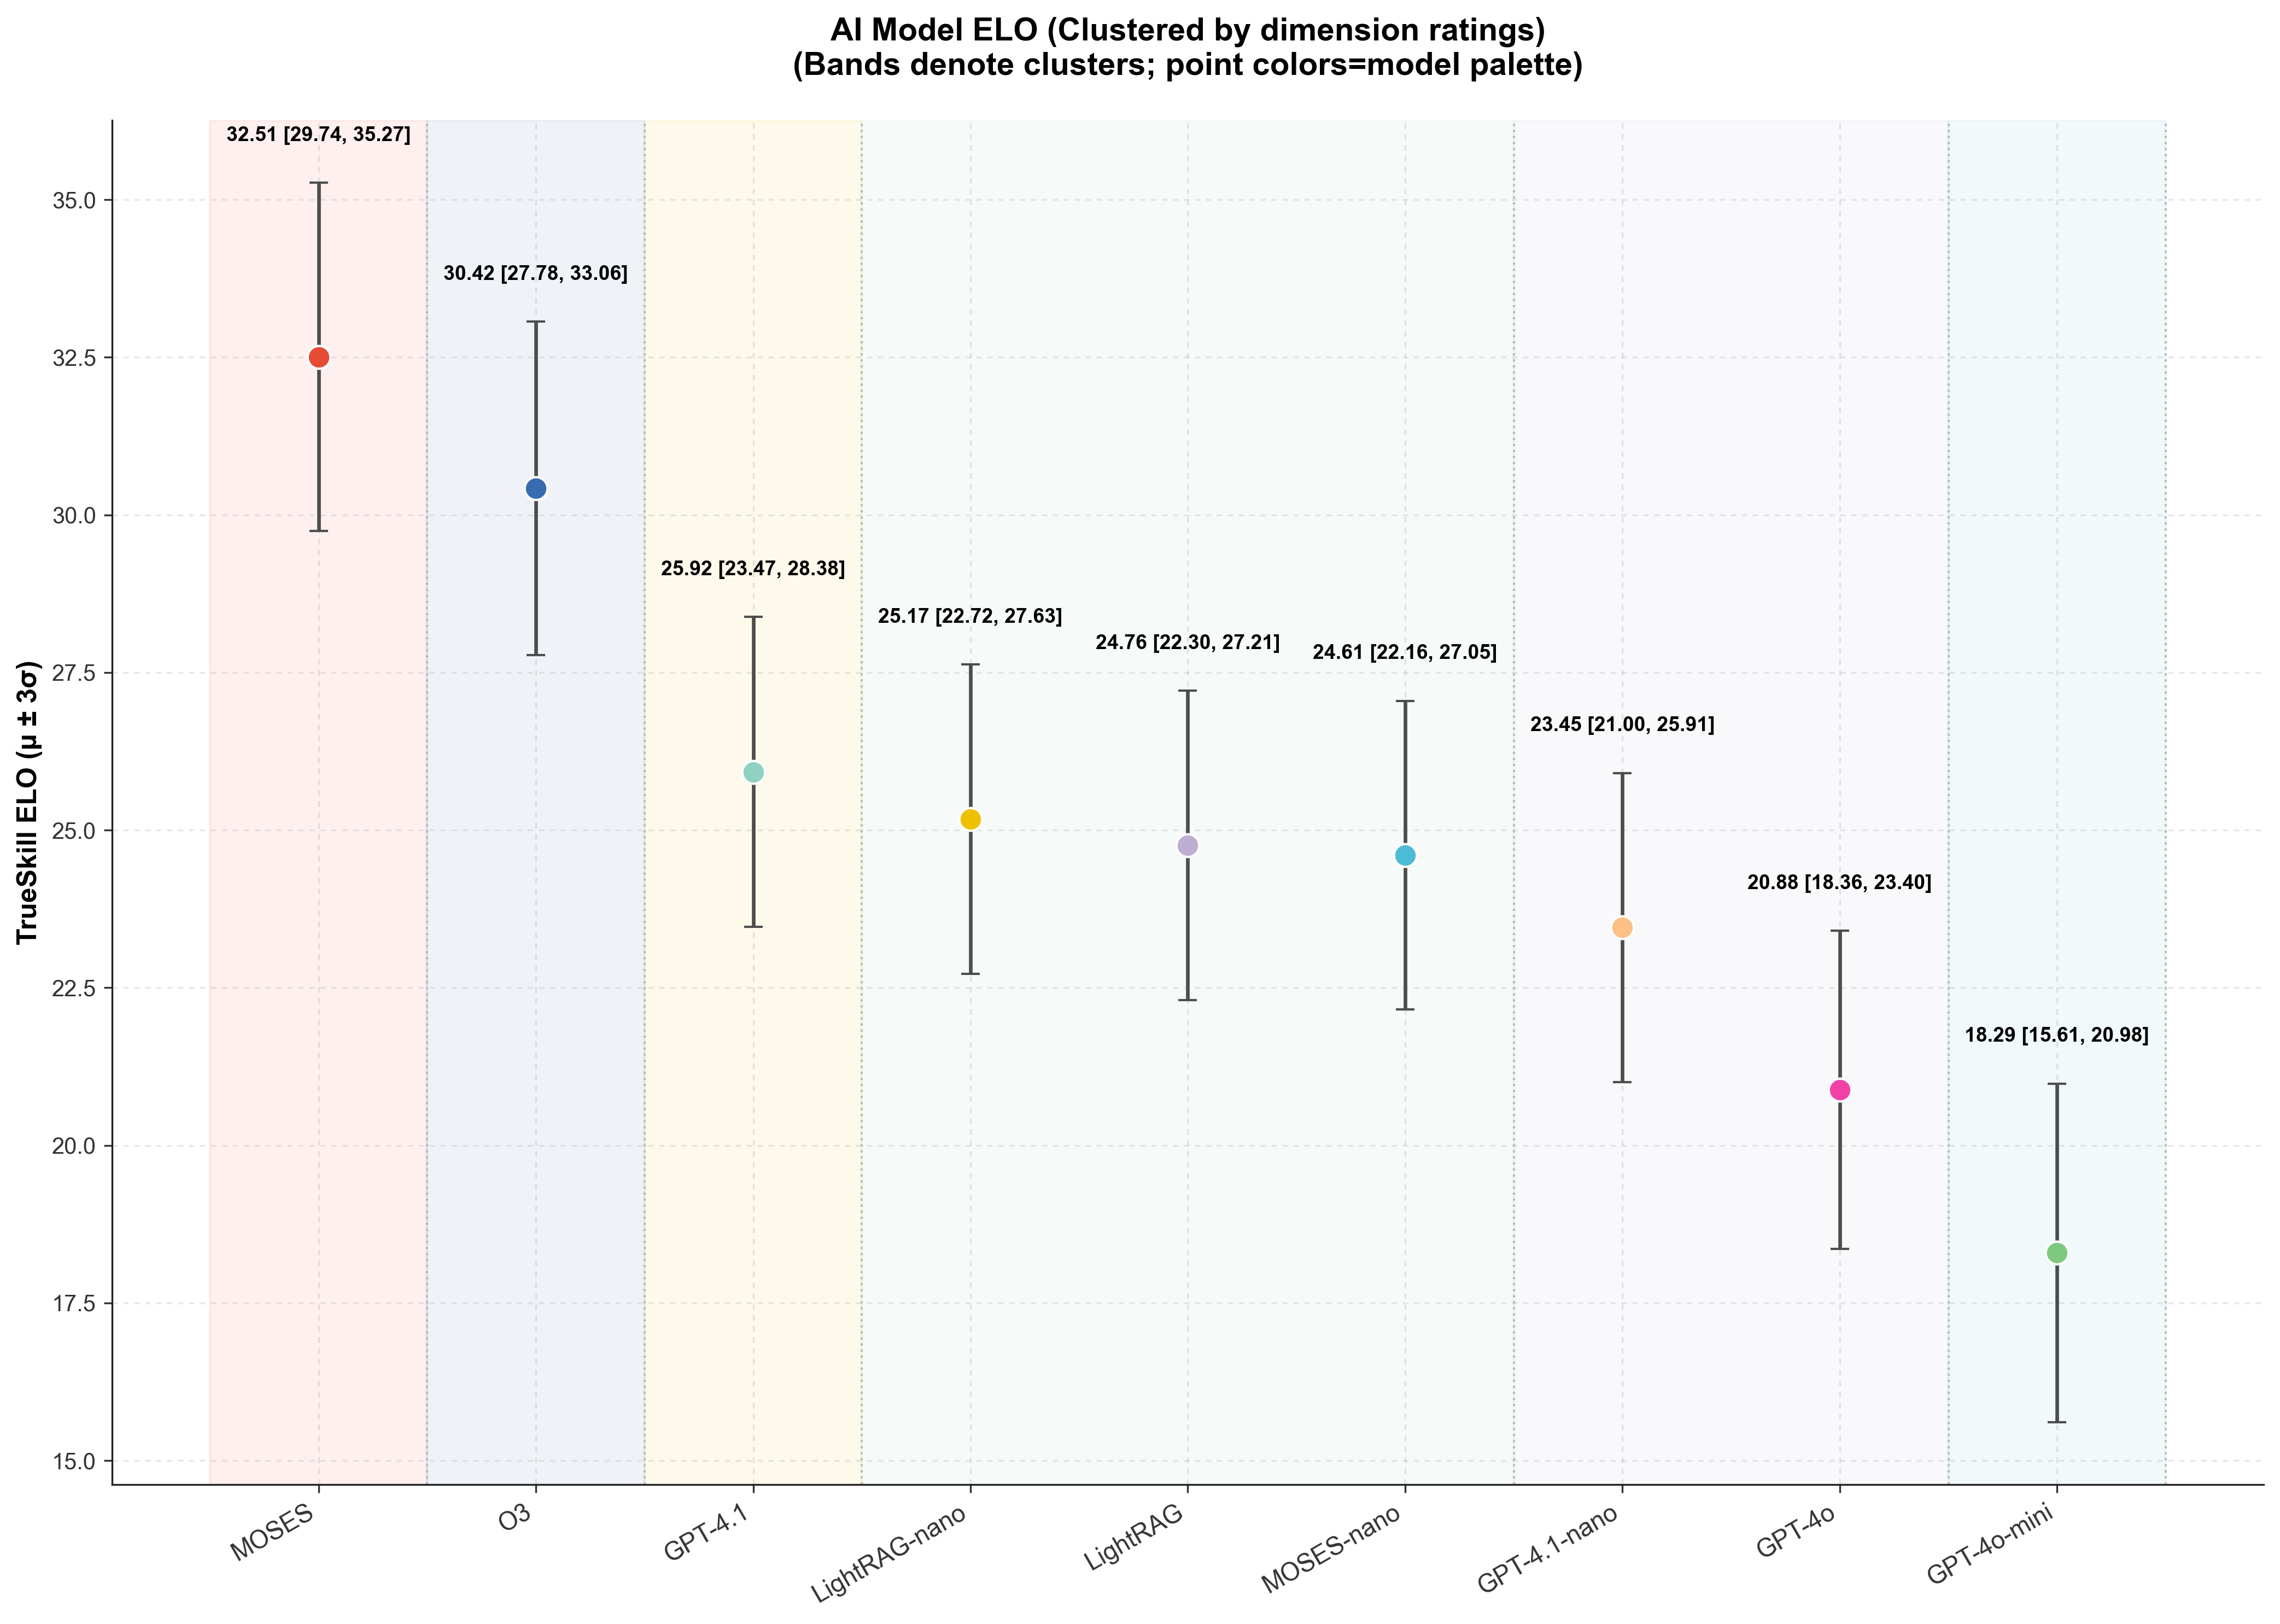 AI Model ELO (Clustered by dimension ratings)
(Bands denote clusters; point colors=model palette)
TrueSkill ELO (μ ± 3σ)
35.0
32.5
30.0
27.5
25.0
22.5
20.0
17.5
15.0
32.51 [29.74, 35.27]
30.42 [27.78, 33.06]
25.92 [23.47, 28.38]
25.17 [22.72, 27.63]
24.76 [22.30, 27.21]
24.61 [22.16, 27.05]
23.45 [21.00, 25.91]
20.88 [18.36, 23.40]
18.29 [15.61, 20.98]
MOSES
O3
GPT-4.1
LightRAG-nano
LightRAG
MOSES-nano
GPT-4.1-nano
GPT-4o
GPT-4o-mini